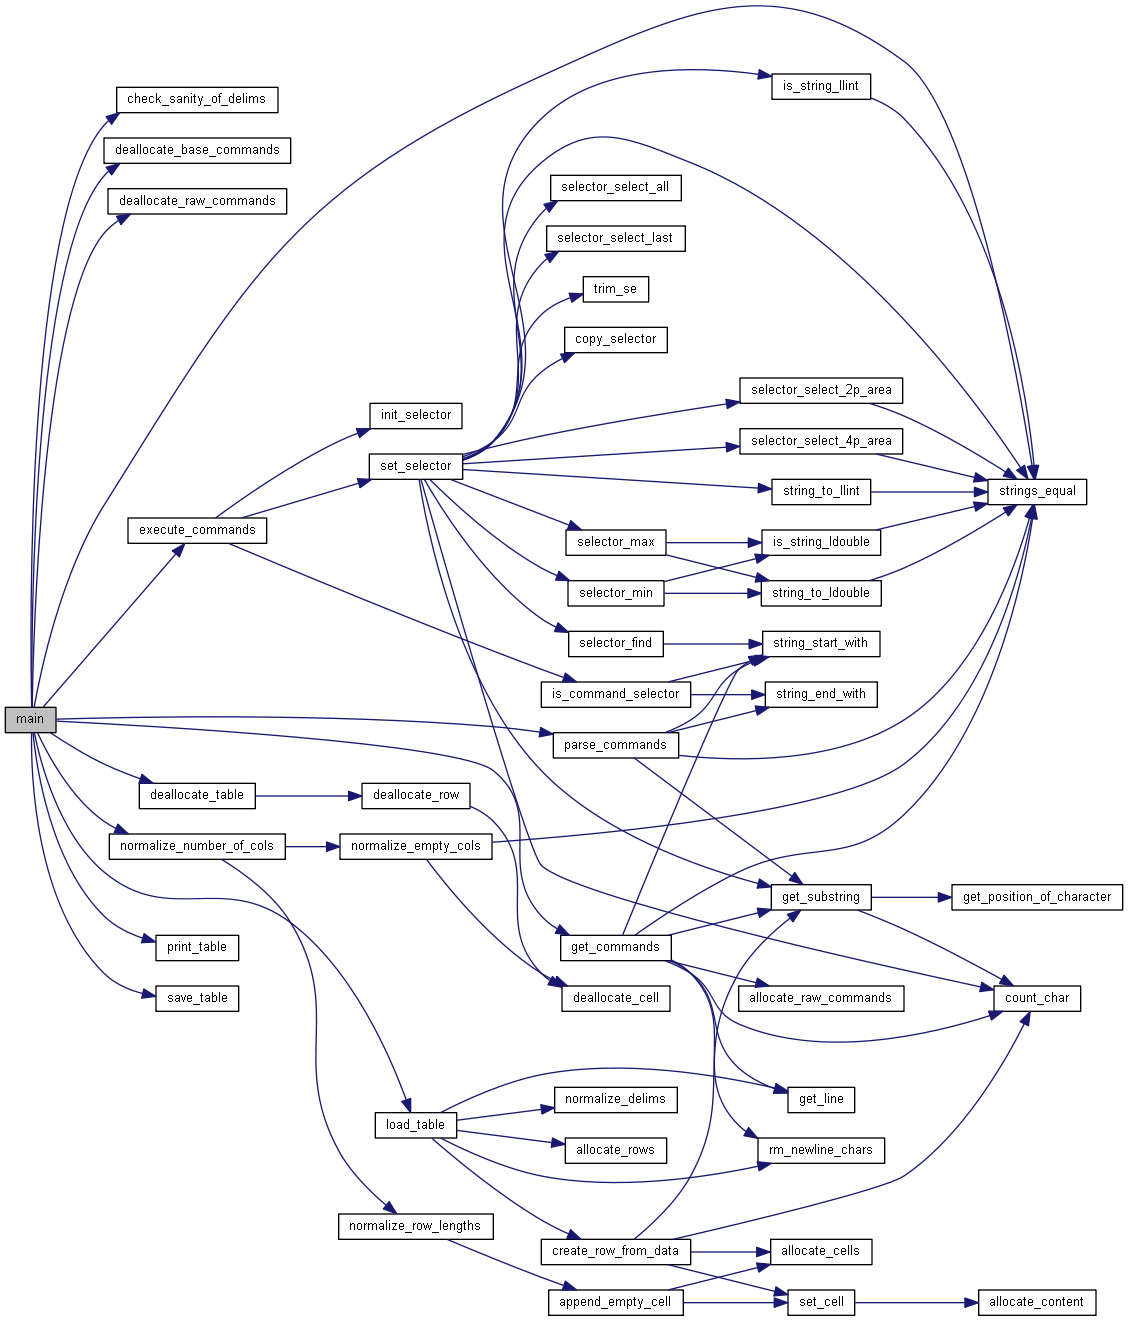 is_string_llint
check_sanity_of_delims
deallocate_base_commands
deallocate_raw_commands
selector_select_all
selector_select_last
trim_se
copy_selector
selector_select_2p_area
init_selector
selector_select_4p_area
set_selector
string_to_llint
strings_equal
execute_commands
selector_max
is_string_ldouble
selector_min
string_to_ldouble
selector_find
string_start_with
is_command_selector
string_end_with
main
parse_commands
deallocate_table
deallocate_row
normalize_number_of_cols
normalize_empty_cols
get_substring
get_position_of_character
print_table
get_commands
save_table
deallocate_cell
allocate_raw_commands
count_char
normalize_delims
get_line
load_table
allocate_rows
rm_newline_chars
normalize_row_lengths
create_row_from_data
allocate_cells
append_empty_cell
set_cell
allocate_content